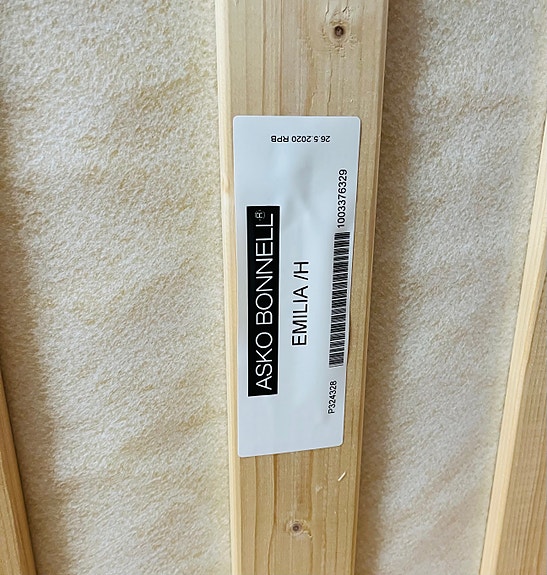 ASKO BONNELL®
EMILIA /H
P324328
1003376329
26.5.2020 RPB